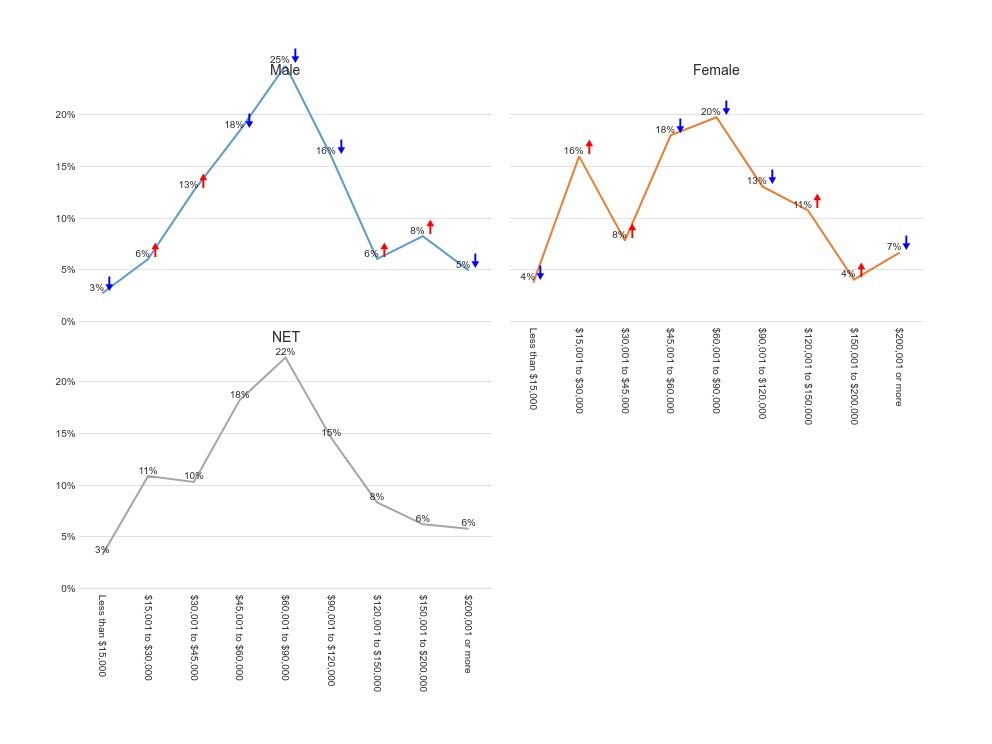 Male
25%
20%
18%
16%
15%
13%
10%
8%
6%
6%
5%
5%
3%
0%
Female
20%
18%
16%
13%
11%
8%
7%
4%
4%
Less than $15,000
$15,001 to $30,000
$30,001 to $45,000
$45,001 to $60,000
$60,001 to $90,000
$90,001 to $120,000
$120,001 to $150,000
$150,001 to $200,000
$200,001 or more
NET
22%
20%
18%
15%
15%
11%
10%
10%
8%
6%
6%
5%
3%
0%
Less than $15,000
$15,001 to $30,000
$30,001 to $45,000
$45,001 to $60,000
$60,001 to $90,000
$90,001 to $120,000
$120,001 to $150,000
$150,001 to $200,000
$200,001 or more